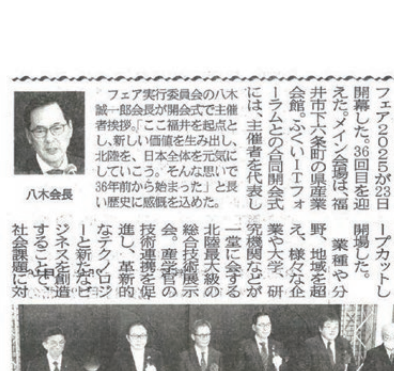 フェア2025が23日
開幕した。36回目を迎
えた。メイン会場は、福
井市下六条町の県産業
会館。ふくいITフォ
ーラムとの合同開会式
には、主催者を代表し
フェア実行委員会の八木
誠一郎会長が開会式で主催
者挨拶。「ここ福井を起点と
し、新しい価値を生み出し、
北陸を、日本全体を元気に
していこう。そんな思いで
36年前から始まった」と長
い歴史に感慨を込めた。
八木会長
ープカットし
開場した。
業種や分
野、地域を超
え、様々な企
業や大学、研
究機関などが
一堂に会する
北陸最大級の
総合技術展示
会。産学官の
技術連携を促
進し、革新的
なテクノロジ
ーと新たなビ
ジネスを創造
することで、
社会課題に対